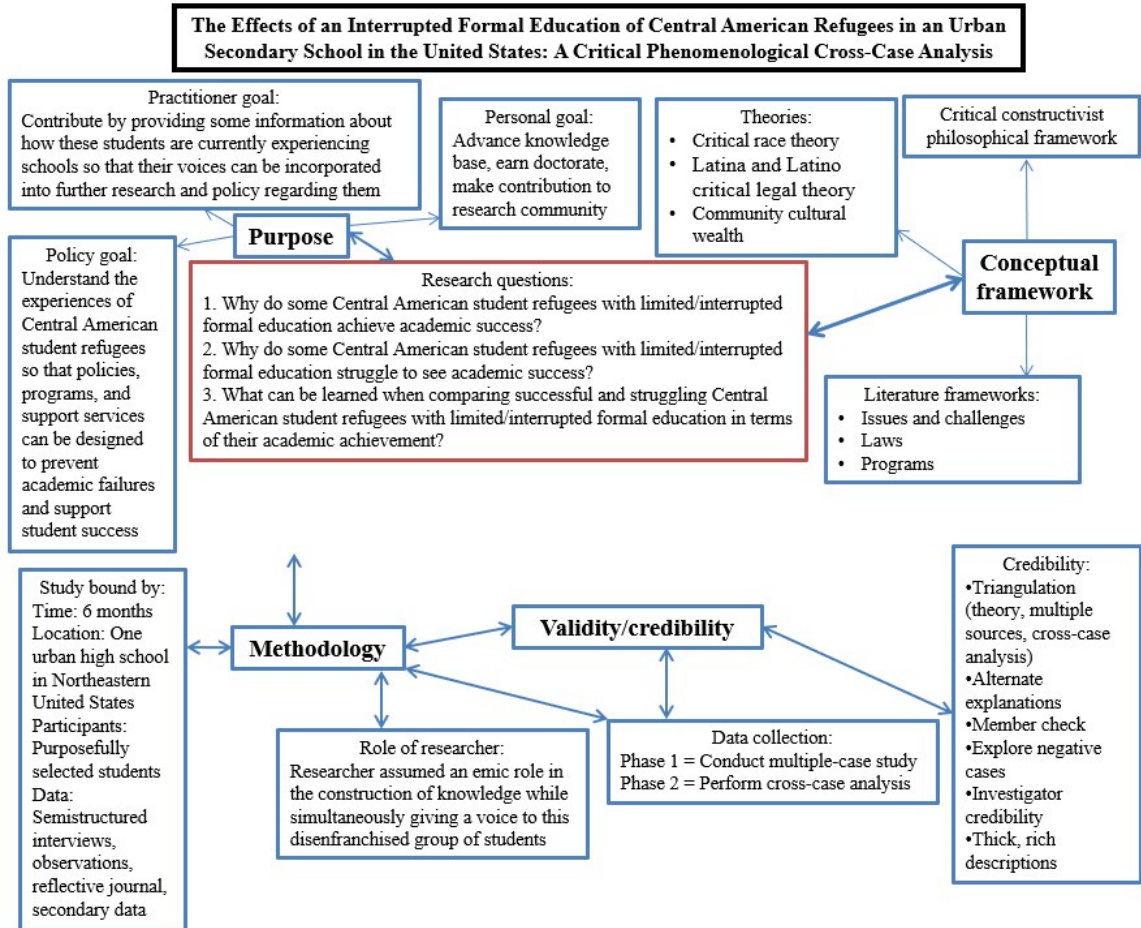 The Effects of an Interrupted Formal Education of Central American Refugees in an Urban
Secondary School in the United States: A Critical Phenomenological Cross-Case Analysis
Practitioner goal:
Contribute by providing some information about
how these students are currently experiencing
schools so that their voices can be incorporated
into further research and policy regarding them
Personal goal:
Advance knowledge
base, earn doctorate,
make contribution to
research community
Theories:
• Critical race theory
• Latina and Latino
critical legal theory
• Community cultural
wealth
Critical constructivist
philosophical framework
Purpose
Policy goal:
Understand the
experiences of
Central American
student refugees
so that policies,
programs, and
support services
can be designed
to prevent
academic failures
and support
student success
Research questions:
1. Why do some Central American student refugees with limited/interrupted
formal education achieve academic success?
2. Why do some Central American student refugees with limited/interrupted
formal education struggle to see academic success?
3. What can be learned when comparing successful and struggling Central
American student refugees with limited/interrupted formal education in terms
of their academic achievement?
Conceptual
framework
Literature frameworks:
• Issues and challenges
• Laws
• Programs
Study bound by:
Time: 6 months
Location: One
urban high school
in Northeastern
United States
Participants:
Purposefully
selected students
Data:
Semistructured
interviews,
observations,
reflective journal,
secondary data
Methodology
Validity/credibility
Role of researcher:
Researcher assumed an emic role in
the construction of knowledge while
simultaneously giving a voice to this
disenfranchised group of students
Data collection:
Phase 1 = Conduct multiple-case study
Phase 2 = Perform cross-case analysis
Credibility:
•Triangulation
(theory, multiple
sources, cross-case
analysis)
•Alternate
explanations
•Member check
•Explore negative
cases
•Investigator
credibility
•Thick, rich
descriptions